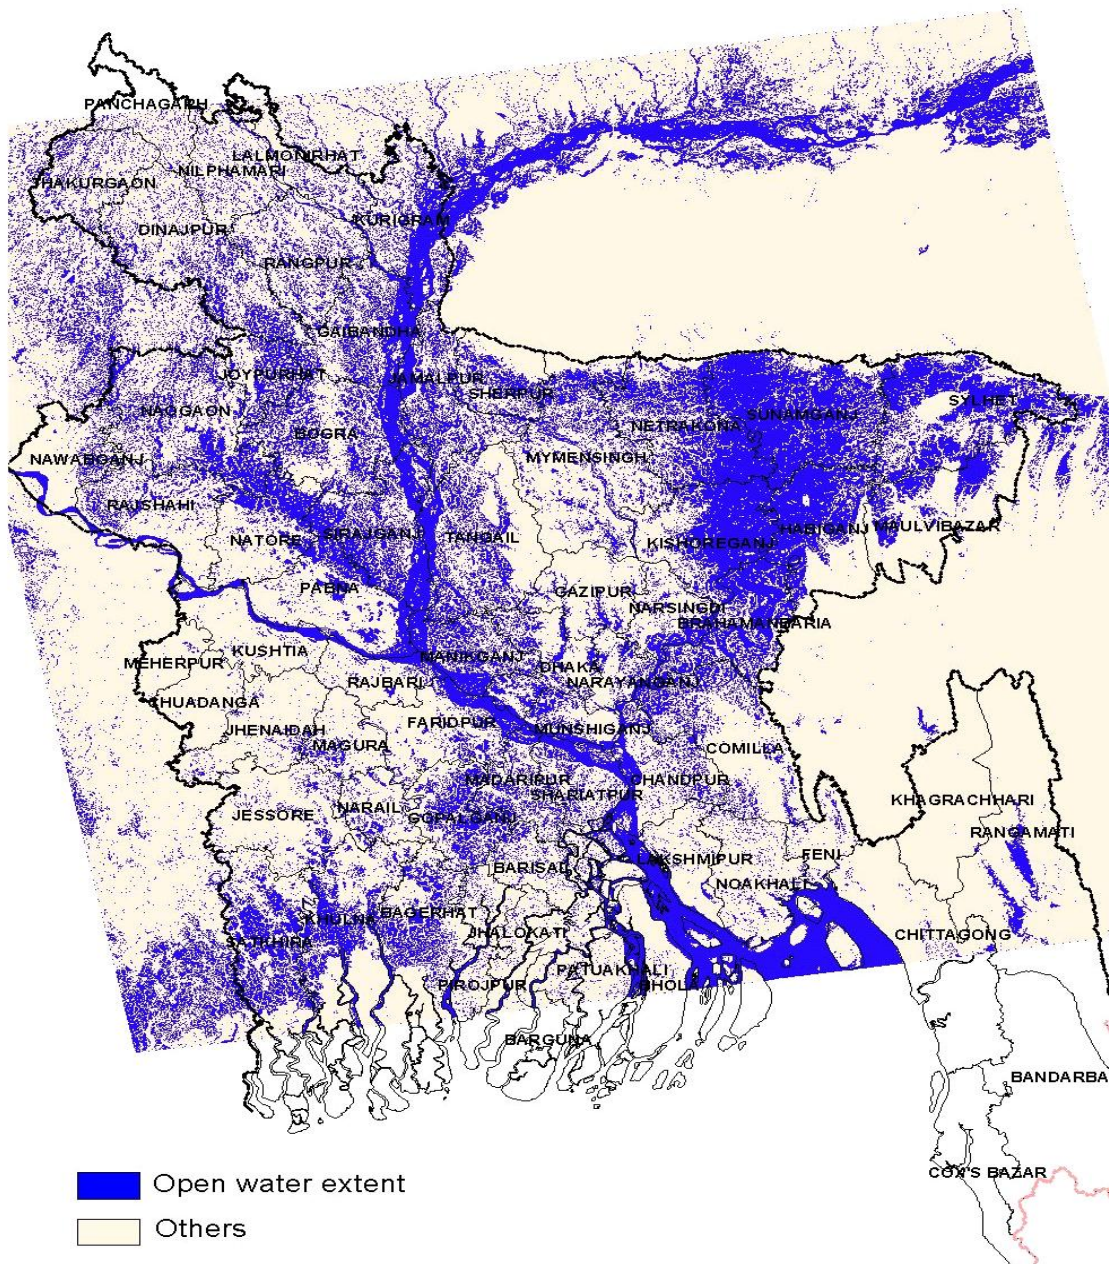 PANCHAGARH
LALMONIRHAT
NILPHAMARI
THAKURGAON
KURIGRAM
DINAJPUR
RANGPUR
GAIBANDHA
JOYPURHAT
JAMALPUR
SHERPUR
SYLHET
NAOGAON
SUNAMGANJ
NETRAKONA
BOGRA
NAWABGANJ
MYMENSINGH
RAJSHAHI
HABIGANJ
MAULVIBAZAR
NATORE
SIRAJGANJ
TANGAIL
KISHOREGANJ
PABNA
GAZIPUR
NARSINGDI
BRAHAMANBARIA
KUSHTIA
MEHERPUR
MANIKGANJ
DHAKA
RAJBARI
NARAYANGANJ
CHUADANGA
FARIDPUR
JHENAIDAH
MUNSHIGANJ
MAGURA
COMILLA
MADARIPUR
CHANDPUR
SHARIATPUR
KHAGRACHHARI
NARAIL
JESSORE
GOPALGANJ
RANGAMATI
LAKSHMIPUR
FENI
BARISAL
NOAKHALI
BAGERHAT
KHULNA
JHALOKATI
CHITTAGONG
SATKHIRA
PATUAKHALI
PIROJPUR
BHOLA
BARGUNA
BANDARBA
COX'S BAZAR
Open water extent
Others